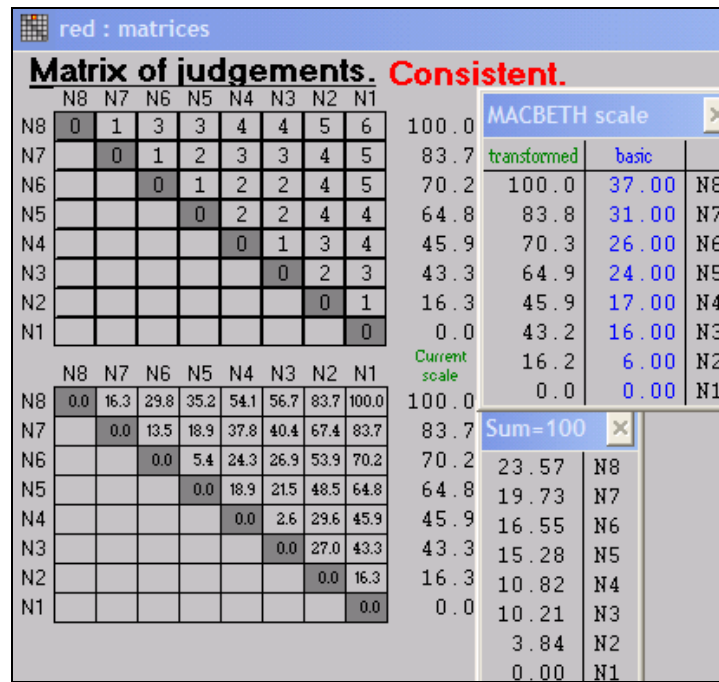 red : matrices
Matrix of judgements. Consistent.
N8 N7 N6 N5 N4 N3 N2 N1
N8 0 1 3 3 4 4 5 6 100.0
N7 0 1 2 3 3 4 5 83.7
N6 0 1 2 2 4 5 70.2
N5 0 2 2 4 4 64.8
N4 0 1 3 4 45.9
N3 0 2 3 43.3
N2 0 1 16.3
N1 0 0.0
Current
scale
N8 N7 N6 N5 N4 N3 N2 N1
N8 0.0 16.3 29.8 35.2 54.1 56.7 83.7 100.0 100.0
N7 0.0 13.5 18.9 37.8 40.4 67.4 83.7 83.7
N6 0.0 5.4 24.3 26.9 53.9 70.2 70.2
N5 0.0 18.9 21.5 48.5 64.8 64.8
N4 0.0 2.6 29.6 45.9 45.9
N3 0.0 27.0 43.3 43.3
N2 0.0 16.3 16.3
N1 0.0 0.0
MACBETH scale
transformed basic
100.0 37.00 N8
83.8 31.00 N7
70.3 26.00 N6
64.9 24.00 N5
45.9 17.00 N4
43.2 16.00 N3
16.2 6.00 N2
0.0 0.00 N1
Sum=100
23.57 N8
19.73 N7
16.55 N6
15.28 N5
10.82 N4
10.21 N3
3.84 N2
0.00 N1